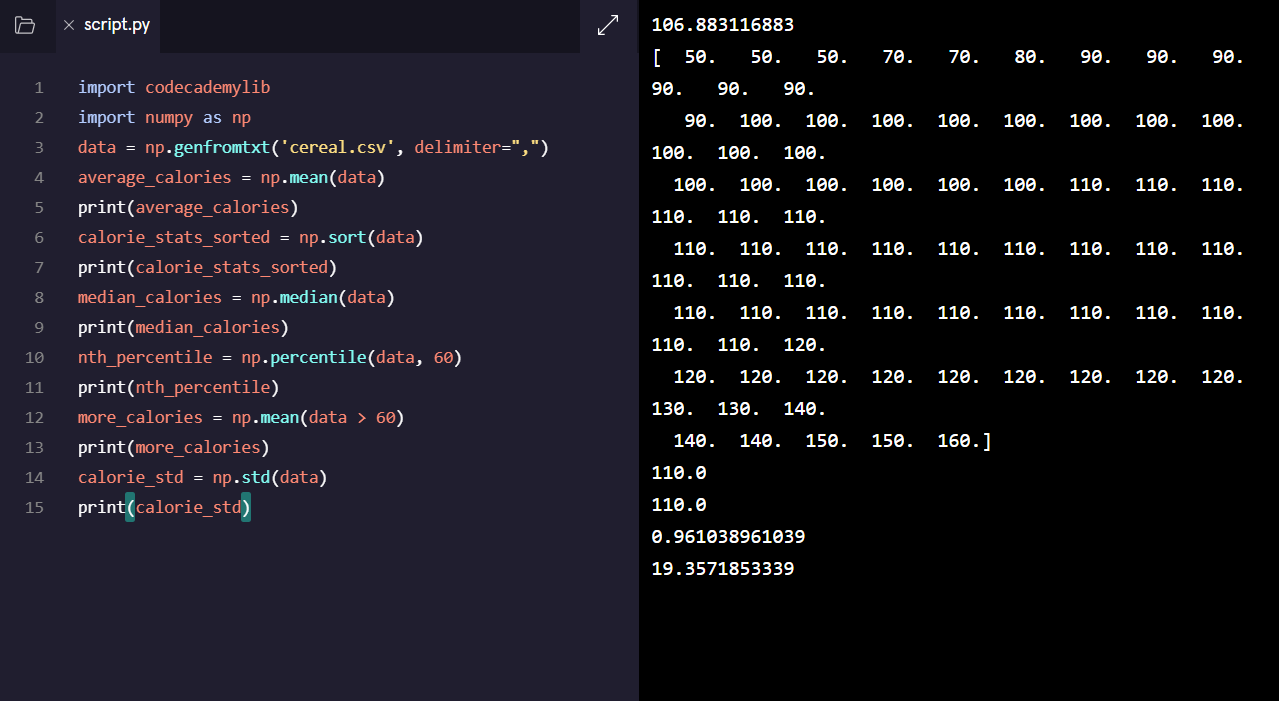 script.py
1 import codecademylib
2 import numpy as np
3 data = np.genfromtxt('cereal.csv', delimiter=",")
4 average_calories = np.mean(data)
5 print(average_calories)
6 calorie_stats_sorted = np.sort(data)
7 print(calorie_stats_sorted)
8 median_calories = np.median(data)
9 print(median_calories)
10 nth_percentile = np.percentile(data, 60)
11 print(nth_percentile)
12 more_calories = np.mean(data > 60)
13 print(more_calories)
14 calorie_std = np.std(data)
15 print(calorie_std)
106.883116883
[  50.   50.   50.   70.   70.   80.   90.   90.   90.
90.   90.   90.
   90.  100.  100.  100.  100.  100.  100.  100.  100.
100.  100.  100.
  100.  100.  100.  100.  100.  100.  110.  110.  110.
110.  110.  110.
  110.  110.  110.  110.  110.  110.  110.  110.  110.
110.  110.  110.
  110.  110.  110.  110.  110.  110.  110.  110.  110.
110.  110.  120.
  120.  120.  120.  120.  120.  120.  120.  120.  120.
130.  130.  140.
  140.  140.  150.  150.  160.]
110.0
110.0
0.961038961039
19.3571853339